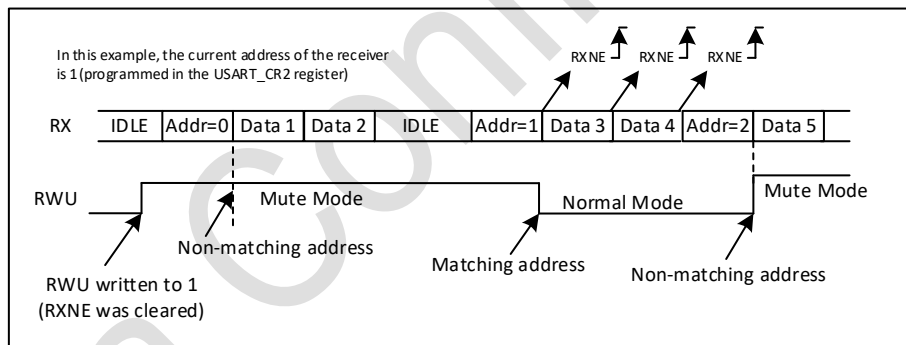 In this example, the current address of the receiver
is 1(programmed in the USART_CR2 register)
RXNE RXNE RXNE
RX IDLE Addr=0 Data 1 Data 2 IDLE Addr=1 Data 3 Data 4 Addr=2 Data 5
RWU Mute Mode Normal Mode Mute Mode
Non-matching address Matching address Non-matching address
RWU written to 1
(RXNE was cleared)